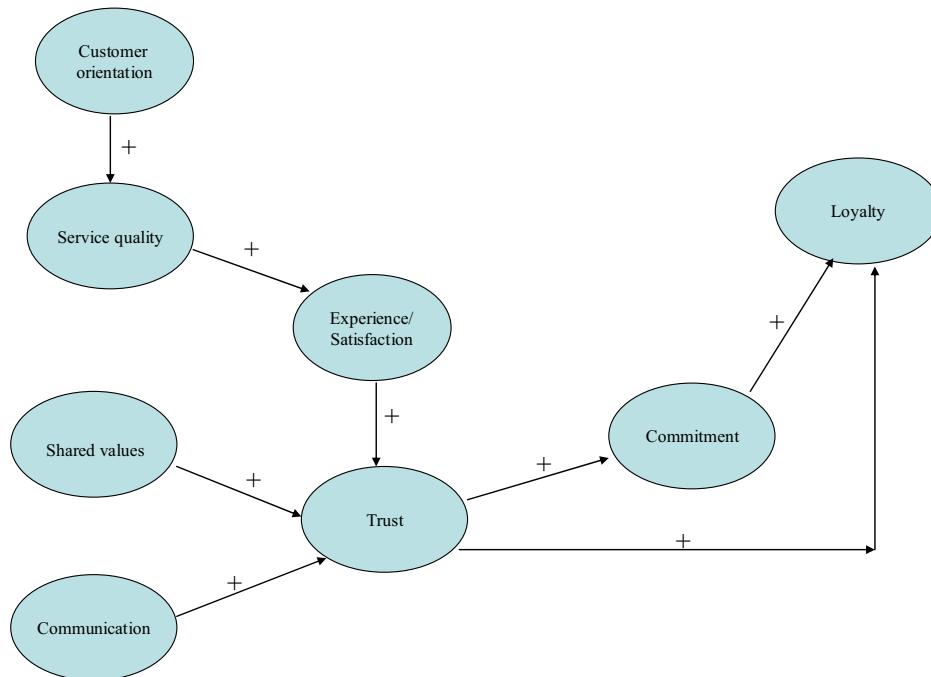 Customer
orientation
+
Service quality
+
Loyalty
Experience/
Satisfaction
+
+
Shared values
Commitment
+
+
Trust
+
+
Communication